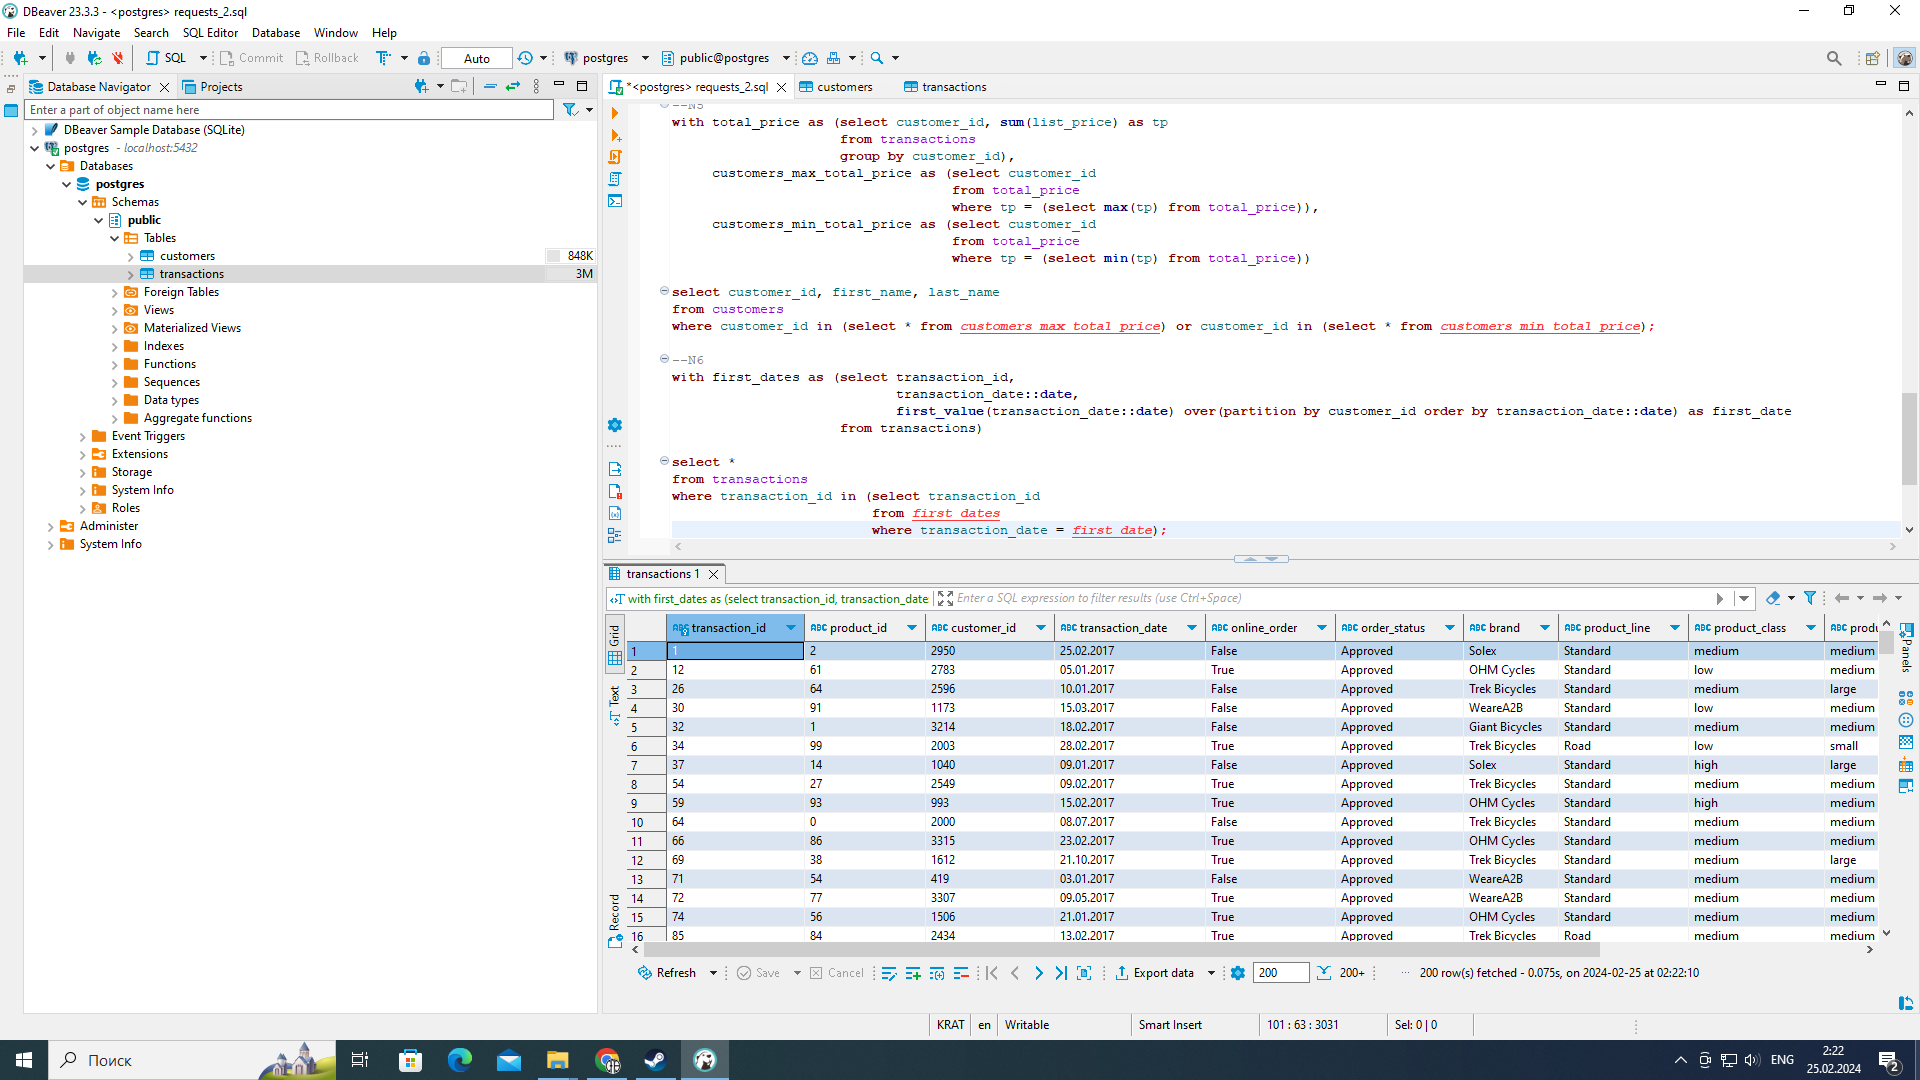 DBeaver 23.3.3 - <postgres> requests_2.sql
File Edit Navigate Search SQL Editor Database Window Help
SQL Commit Rollback Auto postgres public@postgres
Database Navigator Projects
Enter a part of object name here
DBeaver Sample Database (SQLite)
postgres - localhost:5432
Databases
postgres
Schemas
public
Tables
customers 848K
transactions 3M
Foreign Tables
Views
Materialized Views
Indexes
Functions
Sequences
Data types
Aggregate functions
Event Triggers
Extensions
Storage
System Info
Roles
Administer
System Info
*<postgres> requests_2.sql customers transactions
--N5
with total_price as (select customer_id, sum(list_price) as tp
from transactions
group by customer_id),
customers_max_total_price as (select customer_id
from total_price
where tp = (select max(tp) from total_price)),
customers_min_total_price as (select customer_id
from total_price
where tp = (select min(tp) from total_price))
select customer_id, first_name, last_name
from customers
where customer_id in (select * from customers_max_total_price) or customer_id in (select * from customers_min_total_price);
--N6
with first_dates as (select transaction_id,
transaction_date::date,
first_value(transaction_date::date) over(partition by customer_id order by transaction_date::date) as first_date
from transactions)
select *
from transactions
where transaction_id in (select transaction_id
from first_dates
where transaction_date = first_date);
transactions 1
with first_dates as (select transaction_id, transaction_date Enter a SQL expression to filter results (use Ctrl+Space)
Grid
Text
Record
Panels
ABC transaction_id ABC product_id ABC customer_id ABC transaction_date ABC online_order ABC order_status ABC brand ABC product_line ABC product_class ABC produ
1 1 2 2950 25.02.2017 False Approved Solex Standard medium medium
2 12 61 2783 05.01.2017 True Approved OHM Cycles Standard low medium
3 26 64 2596 10.01.2017 False Approved Trek Bicycles Standard medium large
4 30 91 1173 15.03.2017 False Approved WeareA2B Standard low medium
5 32 1 3214 18.02.2017 False Approved Giant Bicycles Standard medium medium
6 34 99 2003 28.02.2017 True Approved Trek Bicycles Road low small
7 37 14 1040 09.01.2017 False Approved Solex Standard high large
8 54 27 2549 09.02.2017 True Approved Trek Bicycles Standard medium medium
9 59 93 993 15.02.2017 True Approved OHM Cycles Standard high medium
10 64 0 2000 08.07.2017 False Approved Trek Bicycles Standard medium medium
11 66 86 3315 23.02.2017 True Approved OHM Cycles Standard medium medium
12 69 38 1612 21.10.2017 True Approved Trek Bicycles Standard medium large
13 71 54 419 03.01.2017 False Approved WeareA2B Standard medium medium
14 72 77 3307 09.05.2017 True Approved WeareA2B Standard medium medium
15 74 56 1506 21.01.2017 True Approved OHM Cycles Standard medium medium
16 85 84 2434 13.02.2017 True Approved Trek Bicycles Road medium medium
Refresh Save Cancel Export data 200 200+ ··· 200 row(s) fetched - 0.075s, on 2024-02-25 at 02:22:10
KRAT en Writable Smart Insert 101 : 63 : 3031 Sel: 0 | 0
Поиск
ENG 2:22
25.02.2024
2